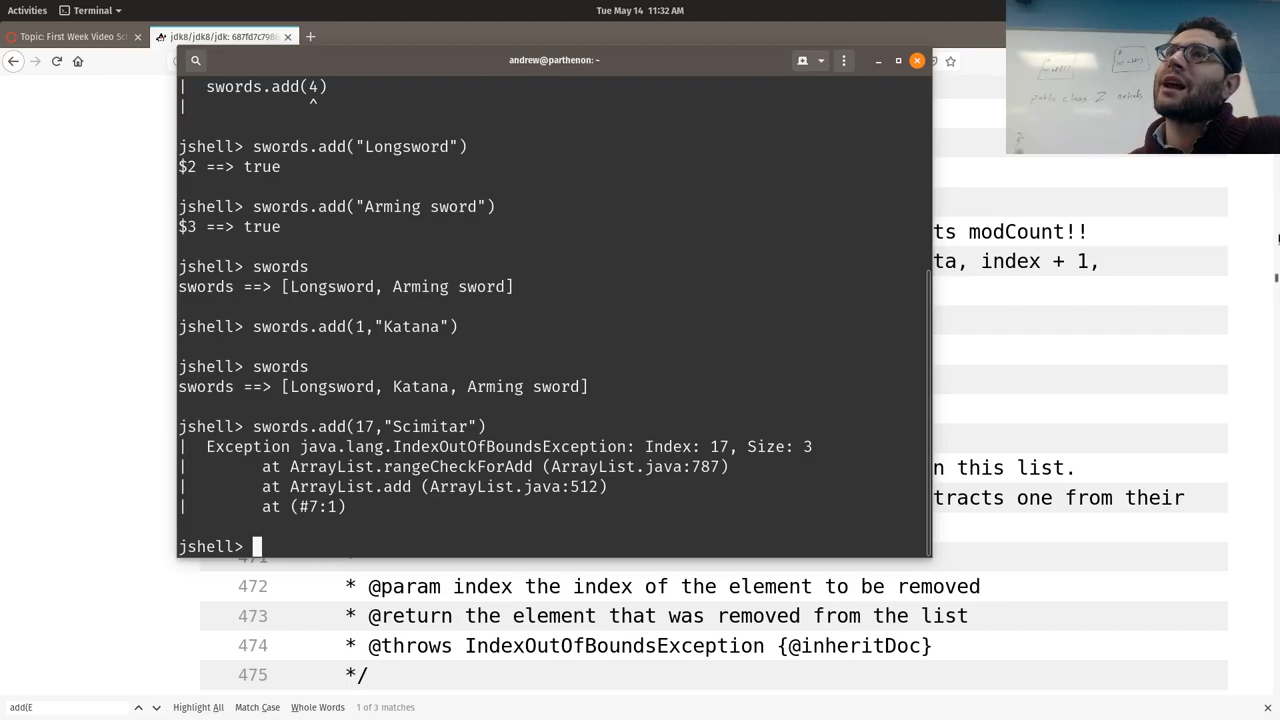 Activities
Terminal
Tue May 14 11:32 AM
Topic: First Week Video Sc
jdk8/jdk8/jdk: 687fd7c798
andrew@parthenon: ~
| swords.add(4)
| ^
jshell> swords.add("Longsword")
$2 ==> true
jshell> swords.add("Arming sword")
$3 ==> true
jshell> swords
swords ==> [Longsword, Arming sword]
jshell> swords.add(1,"Katana")
jshell> swords
swords ==> [Longsword, Katana, Arming sword]
jshell> swords.add(17,"Scimitar")
| Exception java.lang.IndexOutOfBoundsException: Index: 17, Size: 3
| at ArrayList.rangeCheckForAdd (ArrayList.java:787)
| at ArrayList.add (ArrayList.java:512)
| at (#7:1)
jshell>
public class Z
ts modCount!!
ta, index + 1,
n this list.
tracts one from their
471
472 * @param index the index of the element to be removed
473 * @return the element that was removed from the list
474 * @throws IndexOutOfBoundsException {@inheritDoc}
475 */
add(E
Highlight All
Match Case
Whole Words
1 of 3 matches